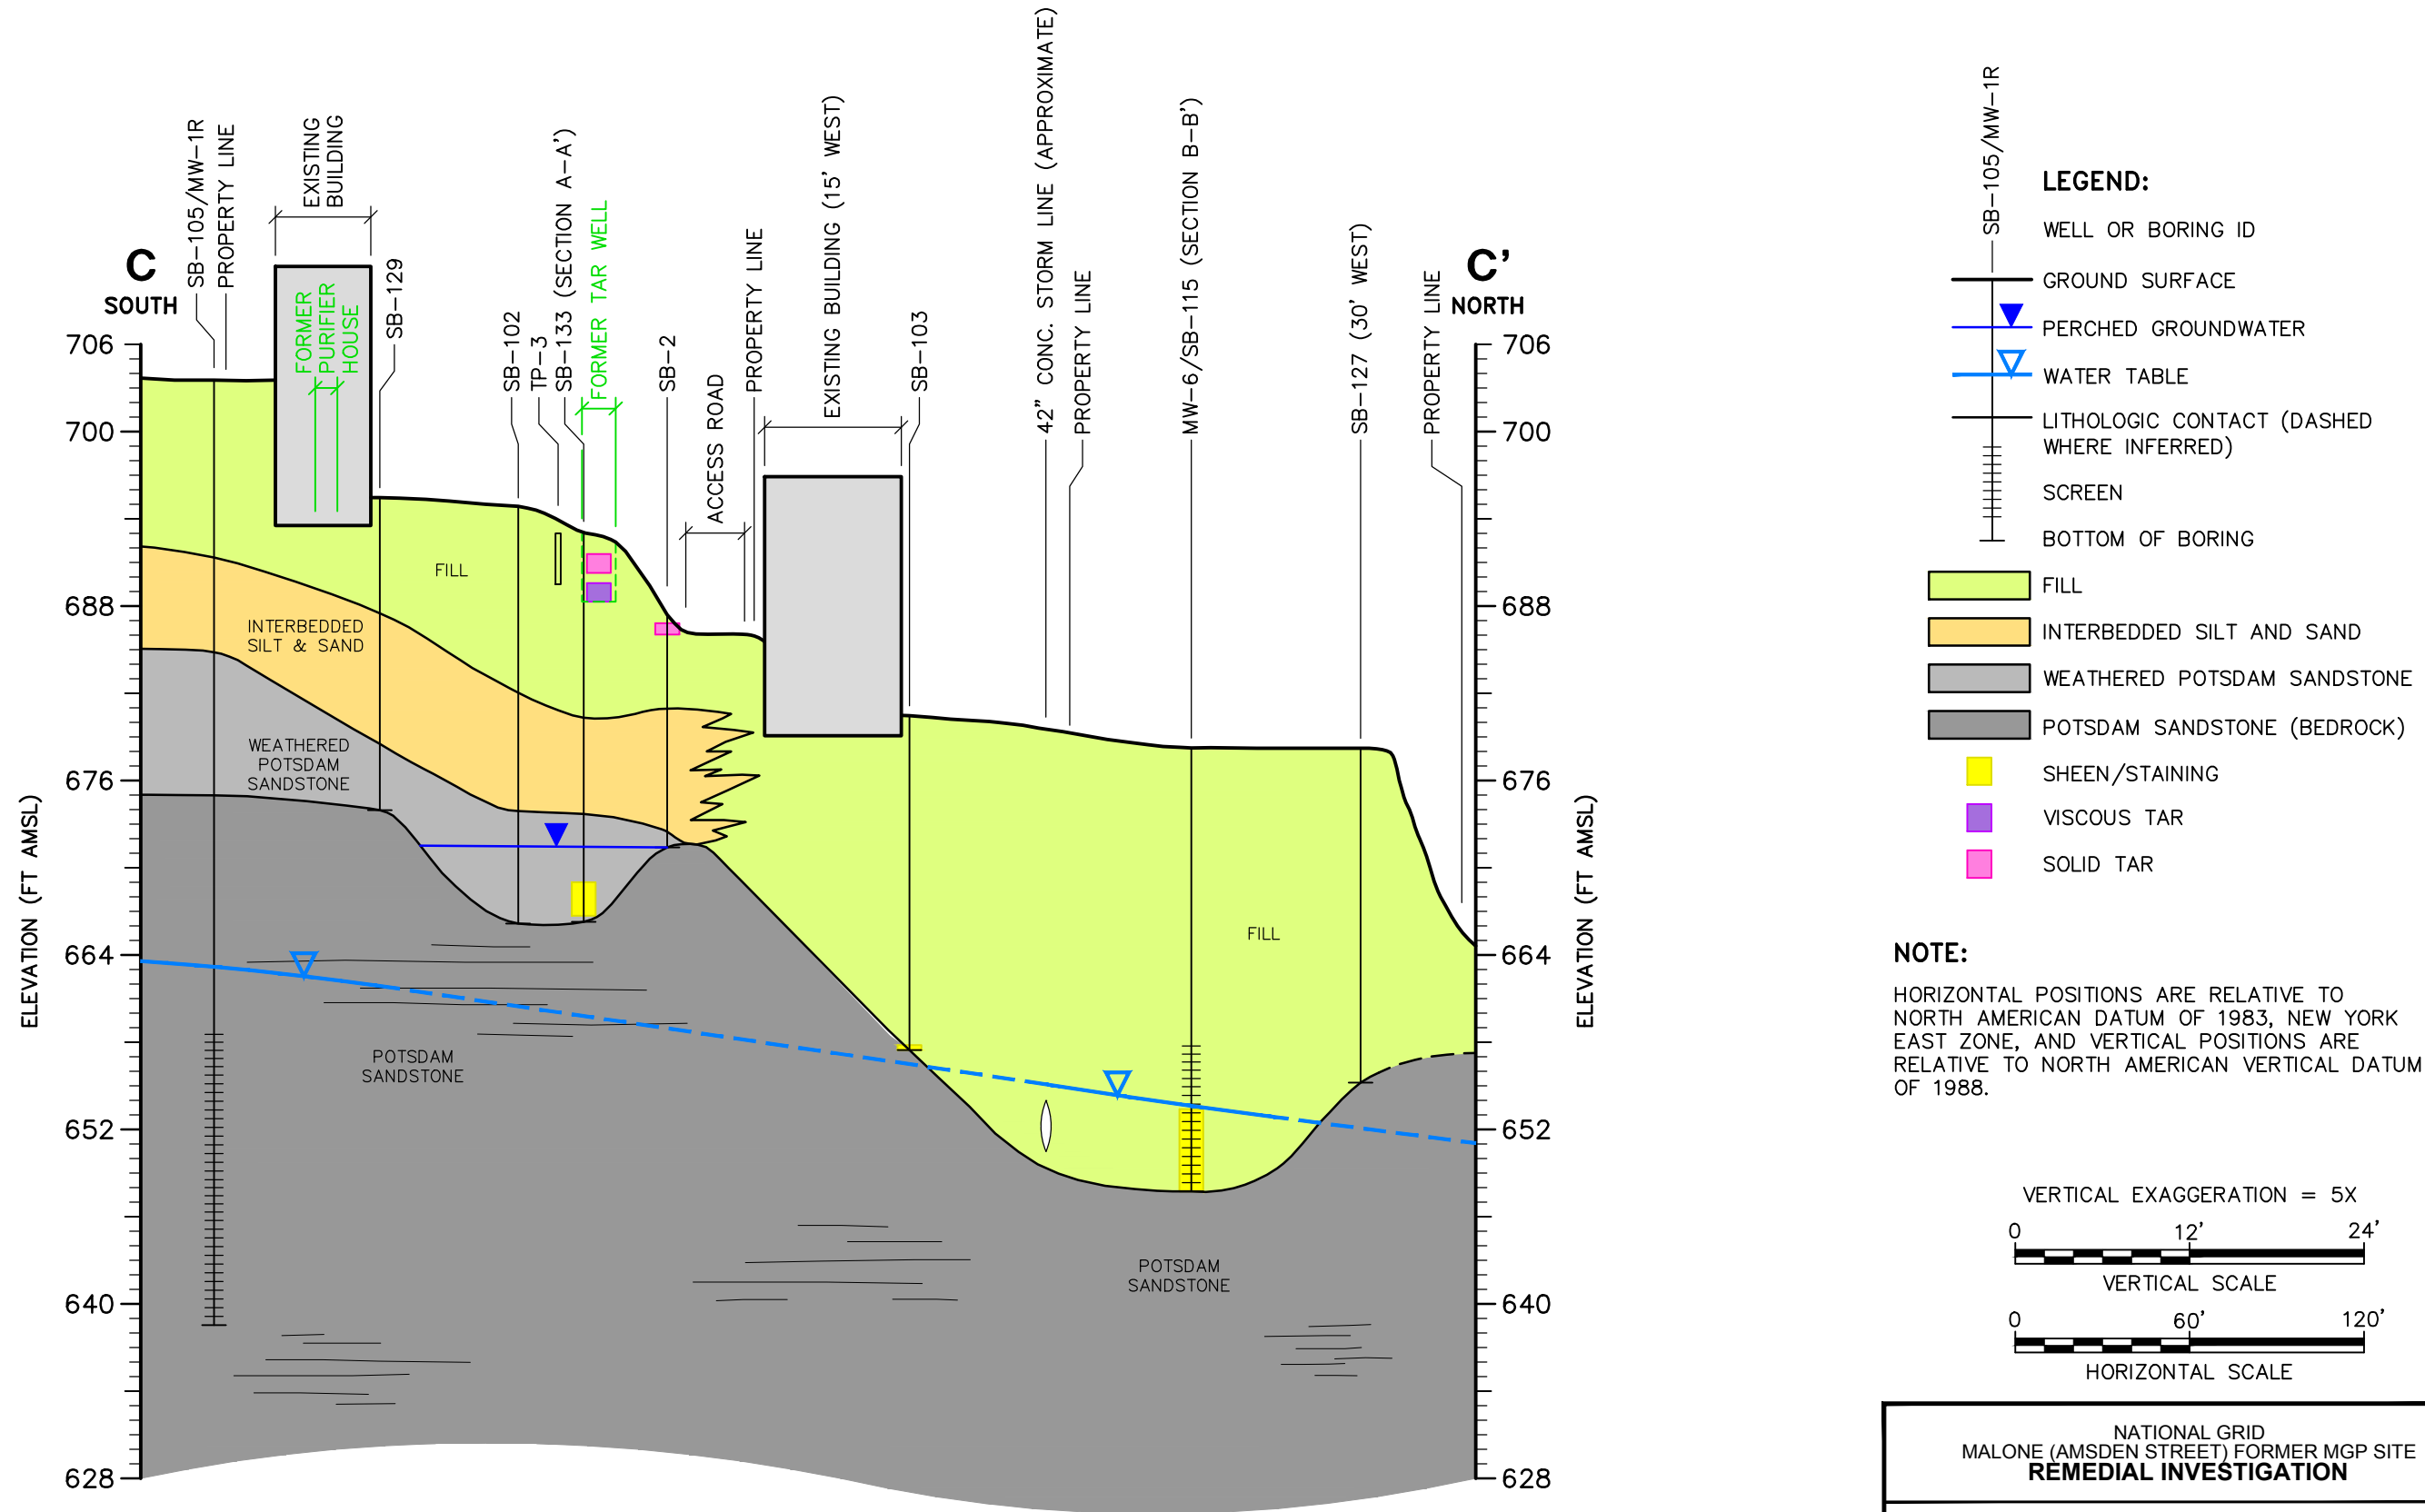 C
SOUTH
SB-105/MW-1R
PROPERTY LINE
EXISTING
BUILDING
FORMER
PURIFIER
HOUSE
SB-129
SB-102
TP-3
SB-133 (SECTION A-A')
FORMER TAR WELL
SB-2
ACCESS ROAD
PROPERTY LINE
EXISTING BUILDING (15' WEST)
SB-103
42" CONC. STORM LINE (APPROXIMATE)
PROPERTY LINE
MW-6/SB-115 (SECTION B-B')
SB-127 (30' WEST)
PROPERTY LINE
C'
NORTH
706
700
688
676
664
652
640
628
ELEVATION (FT AMSL)
FILL
INTERBEDDED
SILT & SAND
WEATHERED
POTSDAM
SANDSTONE
POTSDAM
SANDSTONE
FILL
POTSDAM
SANDSTONE
706
700
688
676
664
652
640
628
ELEVATION (FT AMSL)
SB-105/MW-1R
LEGEND:
WELL OR BORING ID
GROUND SURFACE
PERCHED GROUNDWATER
WATER TABLE
LITHOLOGIC CONTACT (DASHED
WHERE INFERRED)
SCREEN
BOTTOM OF BORING
FILL
INTERBEDDED SILT AND SAND
WEATHERED POTSDAM SANDSTONE
POTSDAM SANDSTONE (BEDROCK)
SHEEN/STAINING
VISCOUS TAR
SOLID TAR
NOTE:
HORIZONTAL POSITIONS ARE RELATIVE TO
NORTH AMERICAN DATUM OF 1983, NEW YORK
EAST ZONE, AND VERTICAL POSITIONS ARE
RELATIVE TO NORTH AMERICAN VERTICAL DATUM
OF 1988.
VERTICAL EXAGGERATION = 5X
0 12' 24'
VERTICAL SCALE
0 60' 120'
HORIZONTAL SCALE
NATIONAL GRID
MALONE (AMSDEN STREET) FORMER MGP SITE
REMEDIAL INVESTIGATION